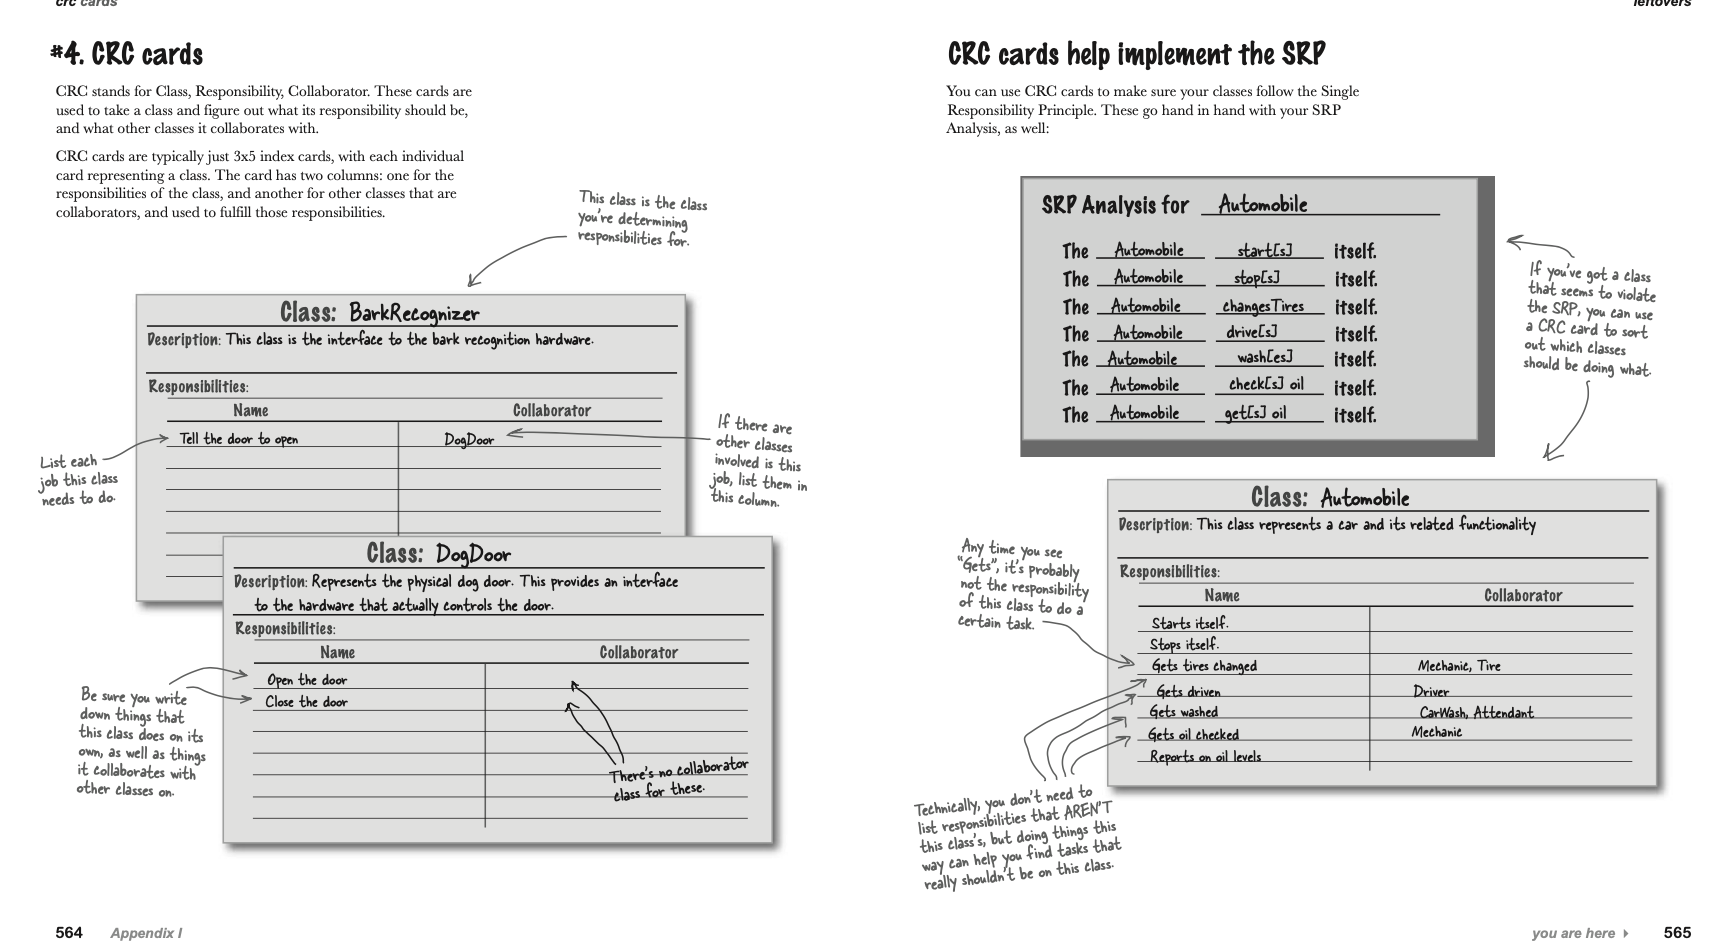 crc cards
#4. CRC cards
CRC stands for Class, Responsibility, Collaborator. These cards are
used to take a class and figure out what its responsibility should be,
and what other classes it collaborates with.
CRC cards are typically just 3x5 index cards, with each individual
card representing a class. The card has two columns: one for the
responsibilities of the class, and another for other classes that are
collaborators, and used to fulfill those responsibilities.
This class is the class
you're determining
responsibilities for.
Class: BarkRecognizer
Description: This class is the interface to the bark recognition hardware.
Responsibilities:
Name Collaborator
Tell the door to open DogDoor
List each
job this class
needs to do.
If there are
other classes
involved is this
job, list them in
this column.
Class: DogDoor
Description: Represents the physical dog door. This provides an interface
to the hardware that actually controls the door.
Responsibilities:
Name Collaborator
Open the door
Close the door
Be sure you write
down things that
this class does on its
own, as well as things
it collaborates with
other classes on.
There's no collaborator
class for these.
564 Appendix I
leftovers
CRC cards help implement the SRP
You can use CRC cards to make sure your classes follow the Single
Responsibility Principle. These go hand in hand with your SRP
Analysis, as well:
SRP Analysis for Automobile
The Automobile start[s] itself.
The Automobile stop[s] itself.
The Automobile changesTires itself.
The Automobile drive[s] itself.
The Automobile wash[es] itself.
The Automobile check[s] oil itself.
The Automobile get[s] oil itself.
If you've got a class
that seems to violate
the SRP, you can use
a CRC card to sort
out which classes
should be doing what.
Class: Automobile
Description: This class represents a car and its related functionality
Responsibilities:
Name Collaborator
Starts itself.
Stops itself.
Gets tires changed Mechanic, Tire
Gets driven Driver
Gets washed CarWash, Attendant
Gets oil checked Mechanic
Reports on oil levels
Any time you see
"Gets", it's probably
not the responsibility
of this class to do a
certain task.
Technically, you don't need to
list responsibilities that AREN'T
this class's, but doing things this
way can help you find tasks that
really shouldn't be on this class.
you are here 565